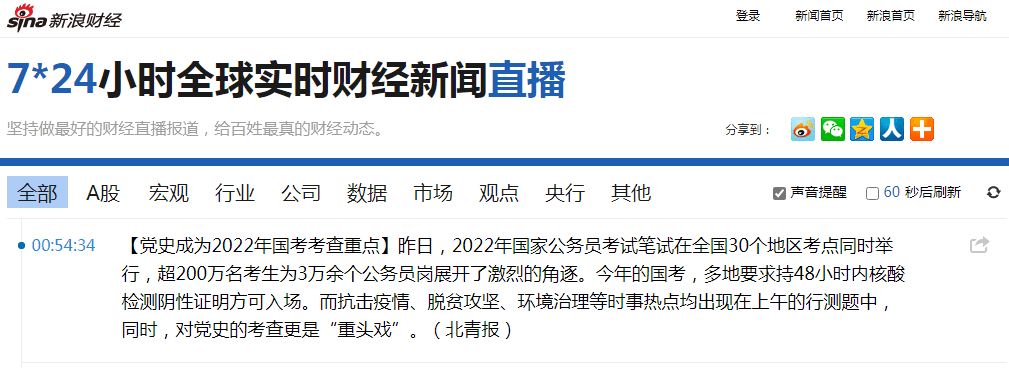 sina 新浪财经
登录 新闻首页 新浪首页 新浪导航
7*24小时全球实时财经新闻直播
坚持做最好的财经直播报道，给百姓最真的财经动态。
分享到：
全部 A股 宏观 行业 公司 数据 市场 观点 央行 其他
声音提醒 60 秒后刷新
00:54:34 【党史成为2022年国考考查重点】昨日，2022年国家公务员考试笔试在全国30个地区考点同时举
行，超200万名考生为3万余个公务员岗展开了激烈的角逐。今年的国考，多地要求持48小时内核酸
检测阴性证明方可入场。而抗击疫情、脱贫攻坚、环境治理等时事热点均出现在上午的行测题中，
同时，对党史的考查更是“重头戏”。（北青报）